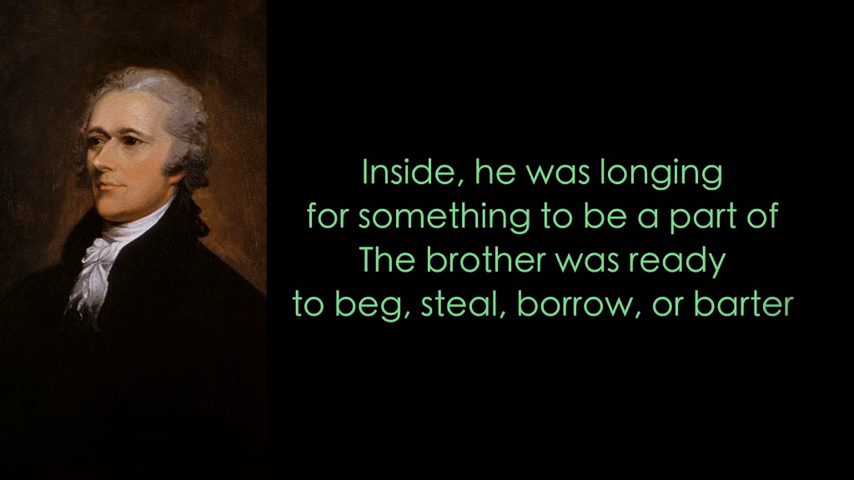 Inside, he was longing
for something to be a part of
The brother was ready
to beg, steal, borrow, or barter